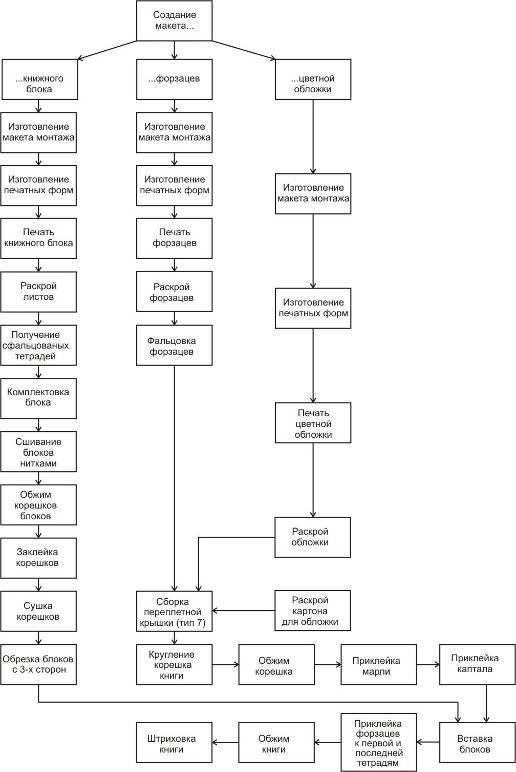 Создание
макета...
...книжного
блока
...форзацев
...цветной
обложки
Изготовление
макета монтажа
Изготовление
макета монтажа
Изготовление
макета монтажа
Изготовление
печатных форм
Изготовление
печатных форм
Изготовление
печатных форм
Печать
книжного блока
Печать
форзацев
Печать
цветной
обложки
Раскрой
листов
Раскрой
форзацев
Раскрой
обложки
Получение
сфальцованых
тетрадей
Фальцовка
форзацев
Комплектовка
блока
Сшивание
блоков
нитками
Обжим
корешков
блоков
Заклейка
корешков
Сушка
корешков
Сборка
переплетной
крышки (тип 7)
Раскрой
картона
для обложки
Обрезка блоков
с 3-х сторон
Кругление
корешка
книги
Обжим
корешка
Приклейка
марли
Приклейка
каптала
Штриховка
книги
Обжим
книги
Приклейка
форзацев
к первой и
последней
тетрадям
Вставка
блоков